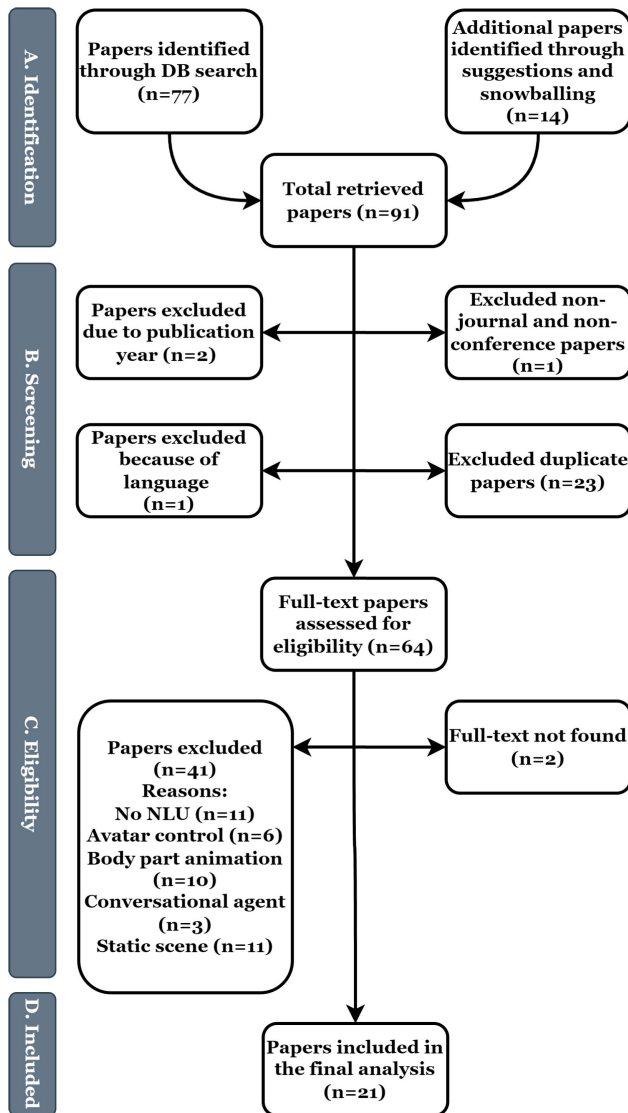 A. Identification
Papers identified
through DB search
(n=77)
Additional papers
identified through
suggestions and
snowballing
(n=14)
Total retrieved
papers (n=91)
B. Screening
Papers excluded
due to publication
year (n=2)
Excluded non-
journal and non-
conference papers
(n=1)
Papers excluded
because of
language
(n=1)
Excluded duplicate
papers (n=23)
C. Eligibility
Full-text papers
assessed for
eligibility (n=64)
Papers excluded
(n=41)
Reasons:
No NLU (n=11)
Avatar control (n=6)
Body part animation
(n=10)
Conversational agent
(n=3)
Static scene (n=11)
Full-text not found
(n=2)
D. Included
Papers included in
the final analysis
(n=21)